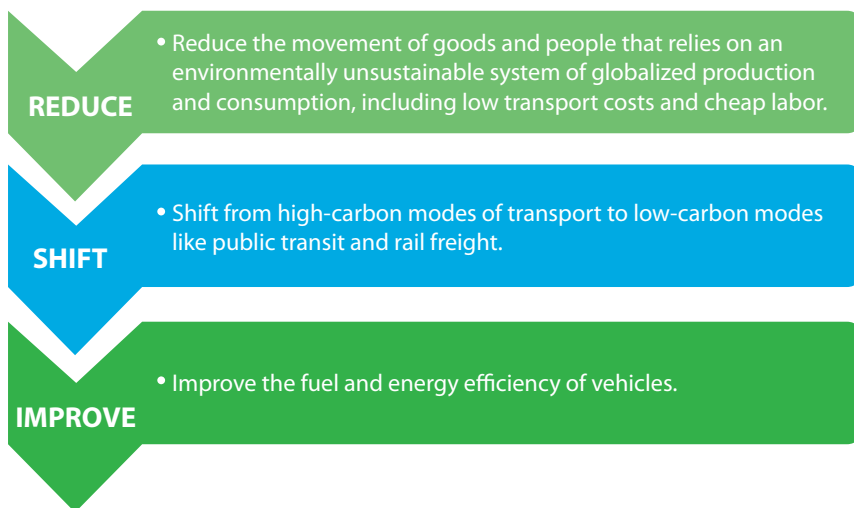 REDUCE
• Reduce the movement of goods and people that relies on an
environmentally unsustainable system of globalized production
and consumption, including low transport costs and cheap labor.
SHIFT
• Shift from high-carbon modes of transport to low-carbon modes
like public transit and rail freight.
IMPROVE
• Improve the fuel and energy efficiency of vehicles.